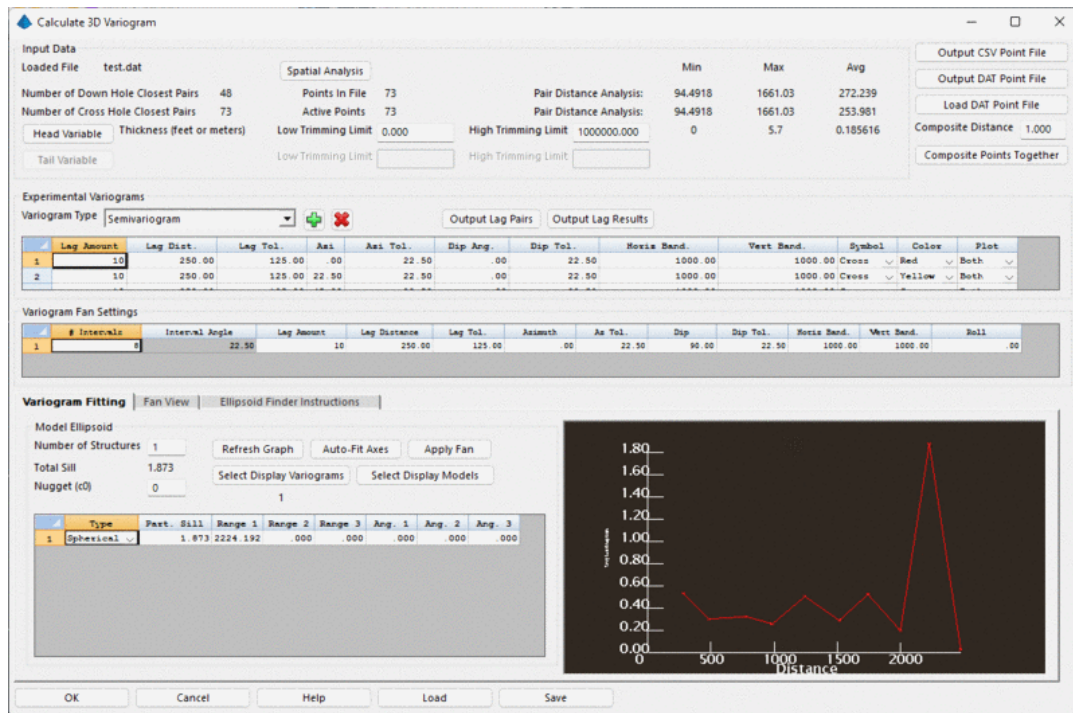 Calculate 3D Variogram
Input Data
Loaded File test.dat
Spatial Analysis
Min Max Avg
Output CSV Point File
Number of Down Hole Closest Pairs 48 Points In File 73 Pair Distance Analysis: 94.4918 1661.03 272.239
Output DAT Point File
Number of Cross Hole Closest Pairs 73 Active Points 73 Pair Distance Analysis: 94.4918 1661.03 253.981
Load DAT Point File
Head Variable Thickness (feet or meters) Low Trimming Limit 0.000 High Trimming Limit 1000000.000 0 5.7 0.185616
Composite Distance 1.000
Tail Variable Low Trimming Limit High Trimming Limit
Composite Points Together
Experimental Variograms
Variogram Type Semivariogram Output Lag Pairs Output Lag Results
Lag Amount Lag Dist. Lag Tol. Azi Azi Tol. Dip Ang. Dip Tol. Horiz Band. Vert Band. Symbol Color Plot
1 10 250.00 125.00 .00 22.50 .00 22.50 1000.00 1000.00 Cross Red Both
2 10 250.00 125.00 22.50 22.50 .00 22.50 1000.00 1000.00 Cross Yellow Both
Variogram Fan Settings
# Intervals Interval Angle Lag Amount Lag Distance Lag Tol. Azimuth Az Tol. Dip Dip Tol. Horiz Band. Vert Band. Roll
1 8 22.50 10 250.00 125.00 .00 22.50 90.00 22.50 1000.00 1000.00 .00
Variogram Fitting Fan View Ellipsoid Finder Instructions
Model Ellipsoid
Number of Structures 1 Refresh Graph Auto-Fit Axes Apply Fan
Total Sill 1.873 Select Display Variograms Select Display Models
Nugget (c0) 0
1
Type Part. Sill Range 1 Range 2 Range 3 Ang. 1 Ang. 2 Ang. 3
1 Spherical 1.873 2224.192 .000 .000 .000 .000 .000
1.80
1.60
1.40
1.20
1.00
0.80
0.60
0.40
0.20
0.00
0 500 1000 1500 2000
Distance
OK Cancel Help Load Save